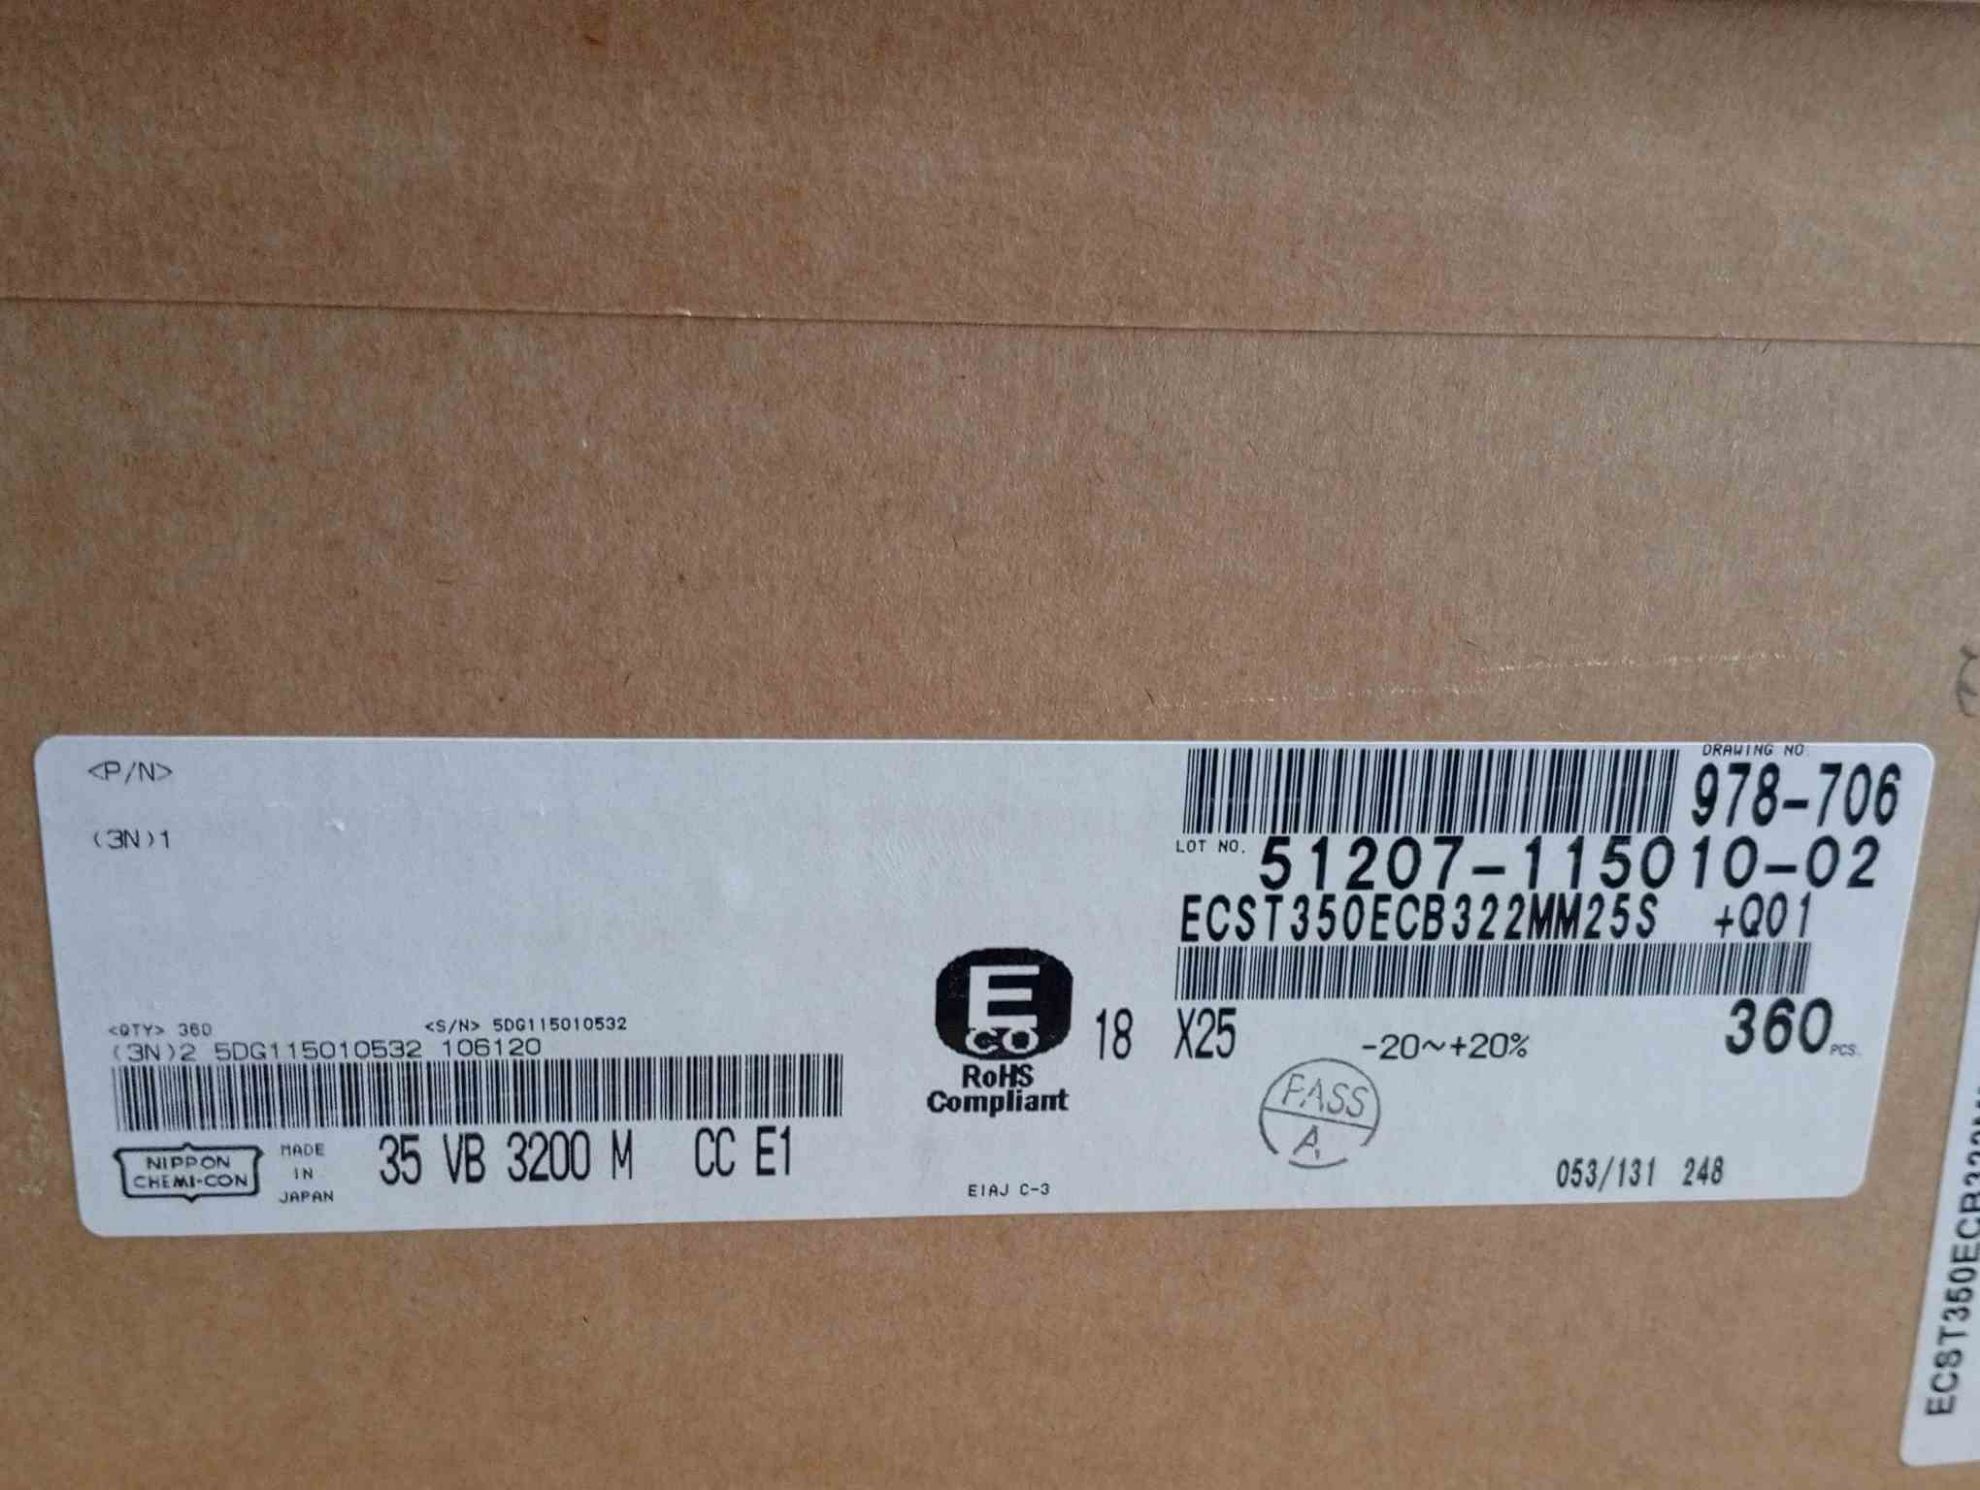 <P/N>
(3N)1
DRAWING NO.
978-706
LOT NO. 51207-115010-02
ECST350ECB322MM25S +Q01
<QTY> 360 <S/N> 5DG115010532
(3N)2 5DG115010532 106120
E
CO
RoHS
Compliant
18 X25 -20~+20% 360 PCS.
PASS
A.
NIPPON
CHEMI-CON
MADE
IN
JAPAN
35 VB 3200 M CC E1
EIAJ C-3
053/131 248